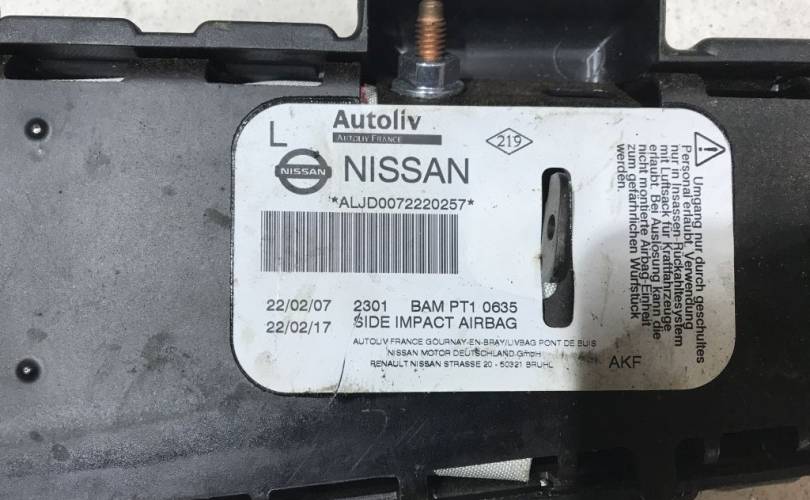 L
Autoliv
AUTOLIV FRANCE
219
NISSAN
NISSAN
*ALJD0072220257*
22/02/07 2301 BAM PT1 0635
22/02/17 SIDE IMPACT AIRBAG
AUTOLIV FRANCE GOURNAY-EN-BRAY/LIVBAG PONT DE BUIS
NISSAN MOTOR DEUTSCHLAND GmbH
RENAULT NISSAN STRASSE 20 - 50321 BRUHL
AKF
Umgang nur durch geschultes
Personal erlaubt, Verwendung
nur in Insassen-Rückahltesystem
mit Luftsack für Kraftfahrzeuge
erlaubt. Bei Auslösung kann die
nicht montierte Airbag-Einheit
zum gefährlichen Wurfstück
werden.